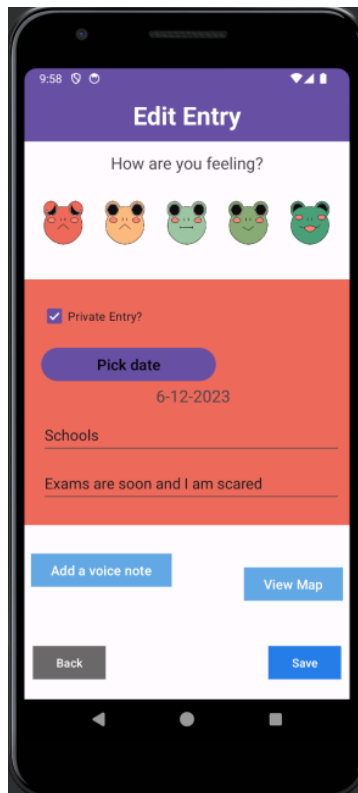 9:58
Edit Entry
How are you feeling?
Private Entry?
Pick date
6-12-2023
Schools
Exams are soon and I am scared
Add a voice note
View Map
Back
Save